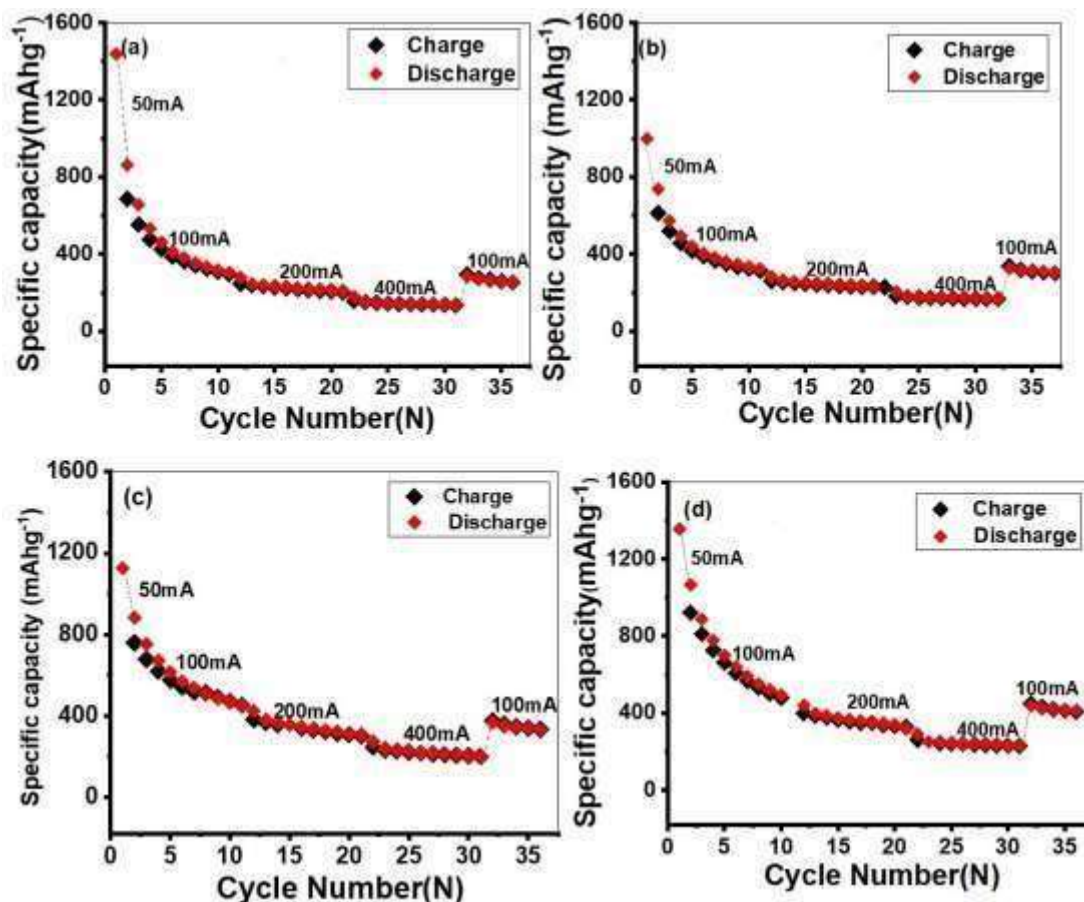 1600
1200
800
400
0
Specific capacity(mAhg⁻¹)
(a)
Charge
Discharge
50mA
100mA
200mA
400mA
100mA
0 5 10 15 20 25 30 35
Cycle Number(N)
1600
1200
800
400
0
Specific capacity (mAhg⁻¹)
(b)
Charge
Discharge
50mA
100mA
200mA
400mA
100mA
0 5 10 15 20 25 30 35
Cycle Number(N)
1600
1200
800
400
0
Specific capacity (mAhg⁻¹)
(c)
Charge
Discharge
50mA
100mA
200mA
400mA
100mA
0 5 10 15 20 25 30 35
Cycle Number(N)
1600
1200
800
400
0
Specific capacity(mAhg⁻¹)
(d)
Charge
Discharge
50mA
100mA
200mA
400mA
100mA
0 5 10 15 20 25 30 35
Cycle Number(N)